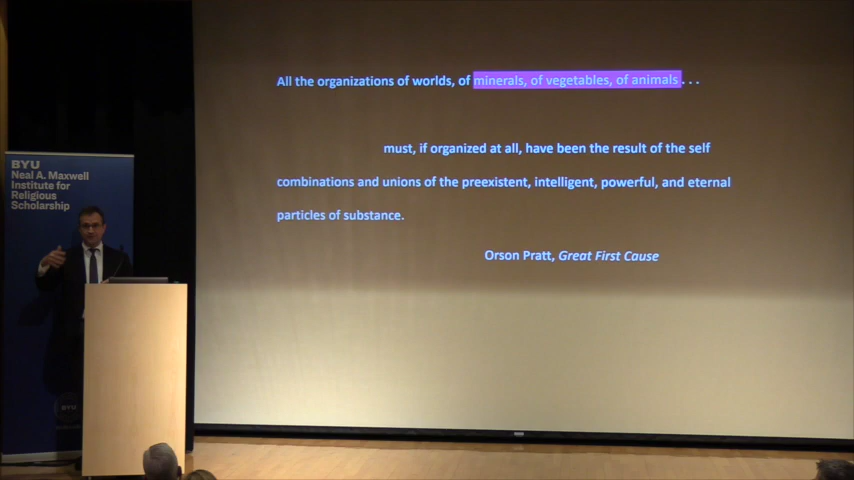 All the organizations of worlds, of minerals, of vegetables, of animals . . .
must, if organized at all, have been the result of the self
combinations and unions of the preexistent, intelligent, powerful, and eternal
particles of substance.
Orson Pratt, Great First Cause
BYU
Neal A. Maxwell
Institute for
Religious
Scholarship
BYU